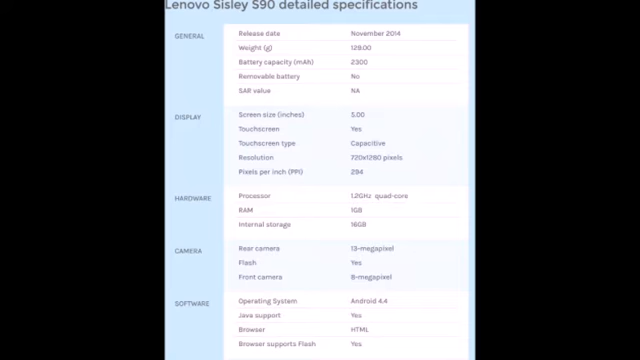 Lenovo Sisley S90 detailed specifications
GENERAL
Release date November 2014
Weight (g) 129.00
Battery capacity (mAh) 2300
Removable battery No
SAR value NA
DISPLAY
Screen size (inches) 5.00
Touchscreen Yes
Touchscreen type Capacitive
Resolution 720x1280 pixels
Pixels per inch (PPI) 294
HARDWARE
Processor 1.2GHz quad-core
RAM 1GB
Internal storage 16GB
CAMERA
Rear camera 13-megapixel
Flash Yes
Front camera 8-megapixel
SOFTWARE
Operating System Android 4.4
Java support Yes
Browser HTML
Browser supports Flash Yes